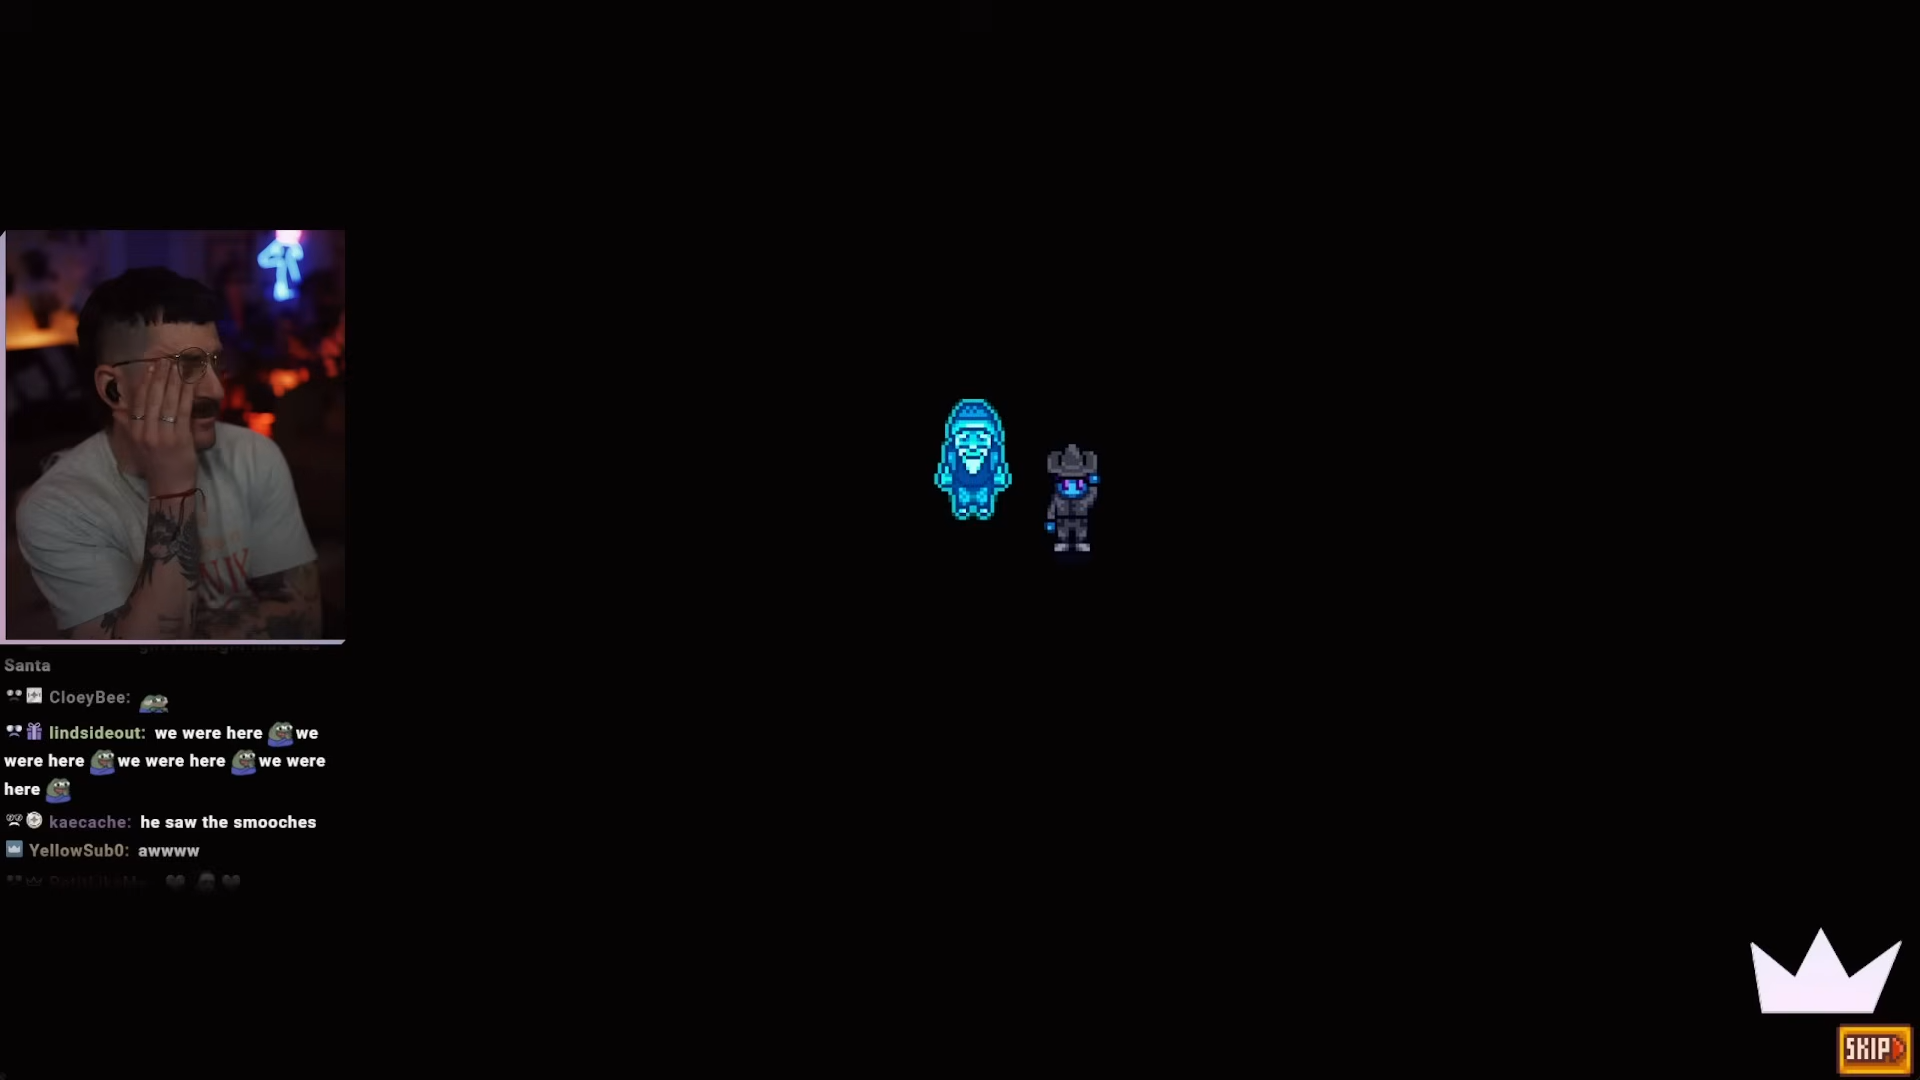 Santa
CloeyBee:
lindsideout: we were here we
were here we were here we were
here
kaecache: he saw the smooches
YellowSub0: awwww
SKIP